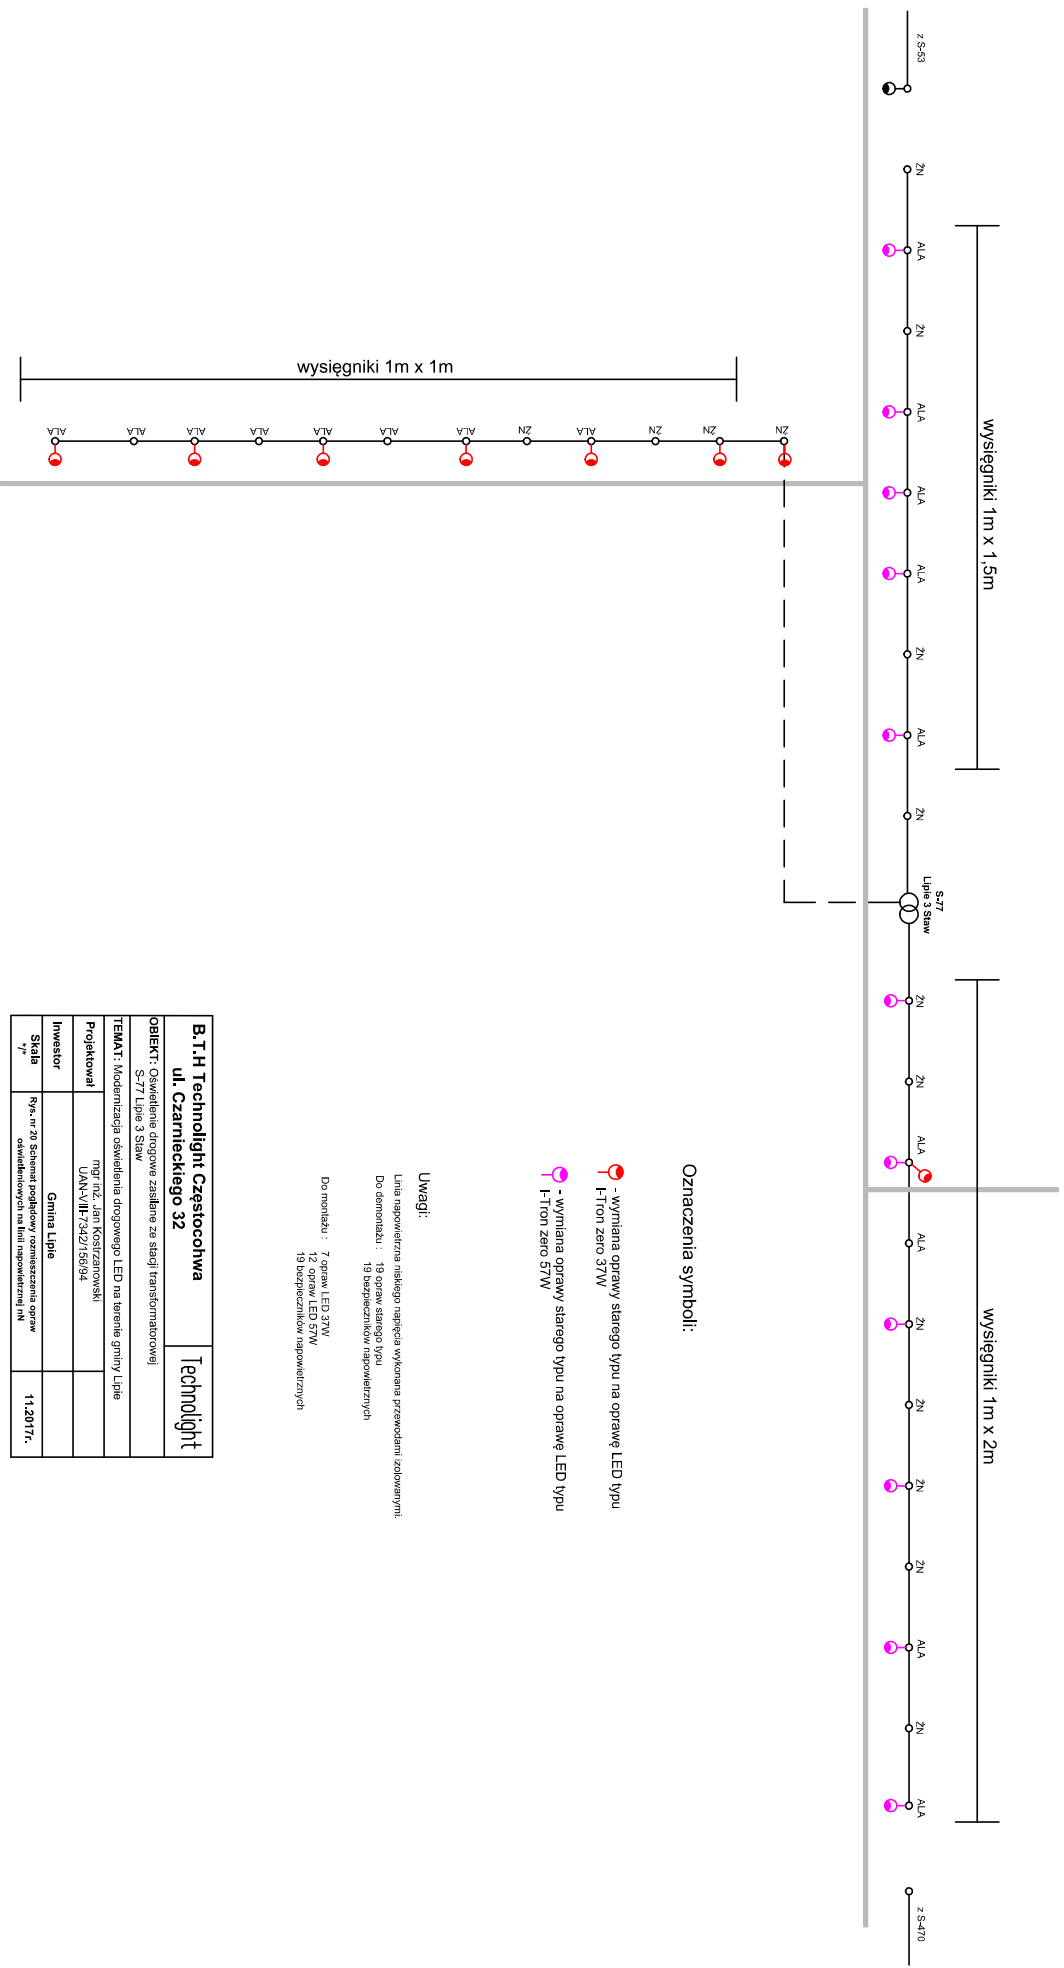 z S-53
ŻN
ALA
ŻN
ALA
ALA
ALA
ŻN
ALA
ŻN
wysięgniki 1m x 1,5m
S-77
Lipie 3 Staw
ŻN
ŻN
ALA
ALA
ŻN
ŻN
ŻN
ŻN
ALA
ŻN
ALA
wysięgniki 1m x 2m
z S-470
wysięgniki 1m x 1m
ALA
ALA
ALA
ALA
ALA
ALA
ALA
ŻN
ALA
ŻN
ŻN
ŻN
Oznaczenia symboli:
- wymiana oprawy starego typu na oprawę LED typu
I-Tron zero 37W
- wymiana oprawy starego typu na oprawę LED typu
I-Tron zero 57W
Uwagi:
Linia napowietrzna niskiego napięcia wykonana przewodami izolowanymi.
Do demontażu : 19 opraw starego typu
19 bezpieczników napowietrznych
Do montażu : 7 opraw LED 37W
12 opraw LED 57W
19 bezpieczników napowietrznych
B.T.H Technolight Częstocohwa
ul. Czarnieckiego 32
Technolight
OBIEKT: Oświetlenie drogowe zasilane ze stacji transformatorowej
S-77 Lipie 3 Staw
TEMAT: Modernizacja oświetlenia drogowego LED na terenie gminy Lipie
Projektował
mgr inż. Jan Kostrzanowski
UAN-VIII-7342/156/94
Inwestor
Gmina Lipie
Skala
*/*
Rys. nr 20 Schemat poglądowy rozmieszczenia opraw
oświetleniowych na linii napowietrznej nN
11.2017r.